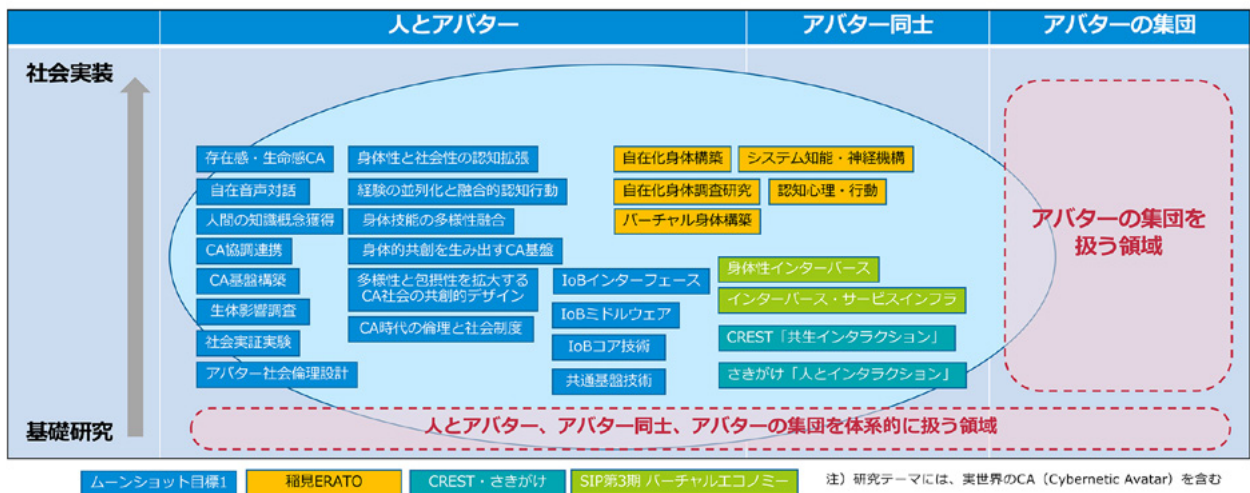 人とアバター
アバター同士
アバターの集団
社会実装
存在感・生命感CA
自在音声対話
人間の知識概念獲得
CA協調連携
CA基盤構築
生体影響調査
社会実証実験
アバター社会倫理設計
身体性と社会性の認知拡張
経験の並列化と融合的認知行動
身体技能の多様性融合
身体的共創を生み出すCA基盤
多様性と包摂性を拡大する
CA社会の共創的デザイン
CA時代の倫理と社会制度
IoBインターフェース
IoBミドルウェア
IoBコア技術
共通基盤技術
自在化身体構築
自在化身体調査研究
バーチャル身体構築
システム知能・神経機構
認知心理・行動
身体性インターバース
インターバース・サービスインフラ
CREST「共生インタラクション」
さきがけ「人とインタラクション」
アバターの集団を
扱う領域
基礎研究
人とアバター、アバター同士、アバターの集団を体系的に扱う領域
ムーンショット目標1
稲見ERATO
CREST・さきがけ
SIP第3期 バーチャルエコノミー
注）研究テーマには、実世界のCA（Cybernetic Avatar）を含む